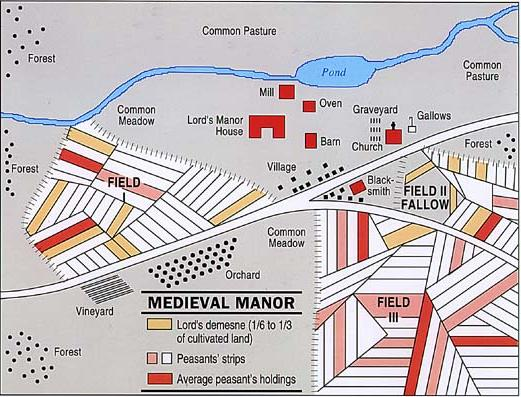 Common Pasture
Forest
Pond
Common
Pasture
Mill
Oven
Common
Meadow
Lord's Manor
House
Graveyard
Gallows
Barn
Church
Forest
Forest
Village
Black-
smith
FIELD
I
FIELD II
FALLOW
Common
Meadow
Orchard
Vineyard
MEDIEVAL MANOR
Lord's demesne (1/6 to 1/3
of cultivated land)
Peasants' strips
Average peasant's holdings
FIELD
III
Forest